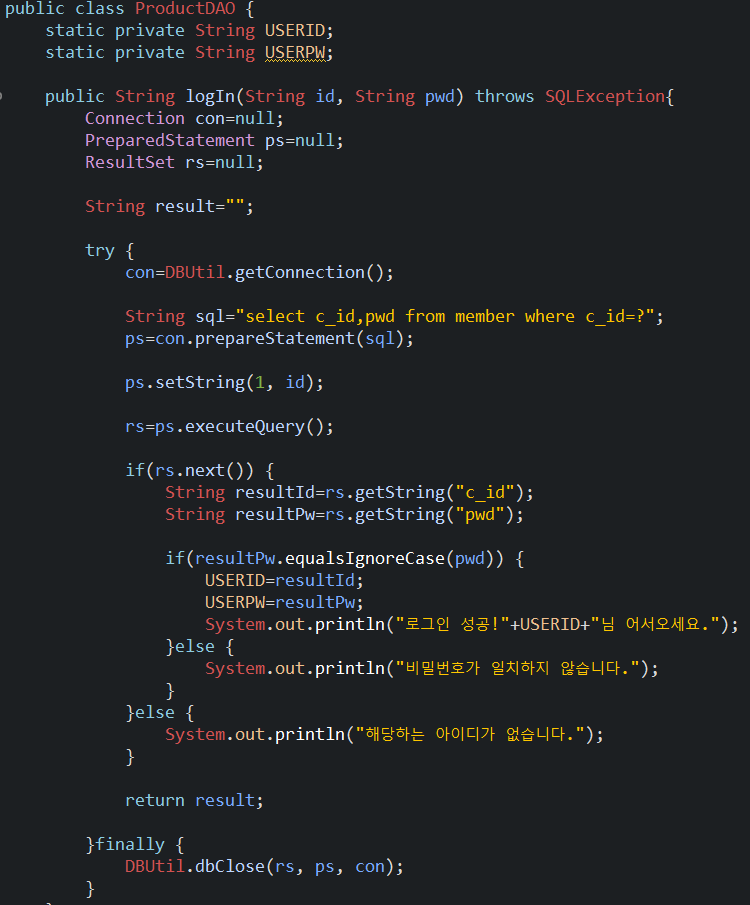 public class ProductDAO {
static private String USERID;
static private String USERPW;
public String logIn(String id, String pwd) throws SQLException{
Connection con=null;
PreparedStatement ps=null;
ResultSet rs=null;
String result="";
try {
con=DBUtil.getConnection();
String sql="select c_id,pwd from member where c_id=?";
ps=con.prepareStatement(sql);
ps.setString(1, id);
rs=ps.executeQuery();
if(rs.next()) {
String resultId=rs.getString("c_id");
String resultPw=rs.getString("pwd");
if(resultPw.equalsIgnoreCase(pwd)) {
USERID=resultId;
USERPW=resultPw;
System.out.println("로그인 성공!"+USERID+"님 어서오세요.");
}else {
System.out.println("비밀번호가 일치하지 않습니다.");
}
}else {
System.out.println("해당하는 아이디가 없습니다.");
}
return result;
}finally {
DBUtil.dbClose(rs, ps, con);
}